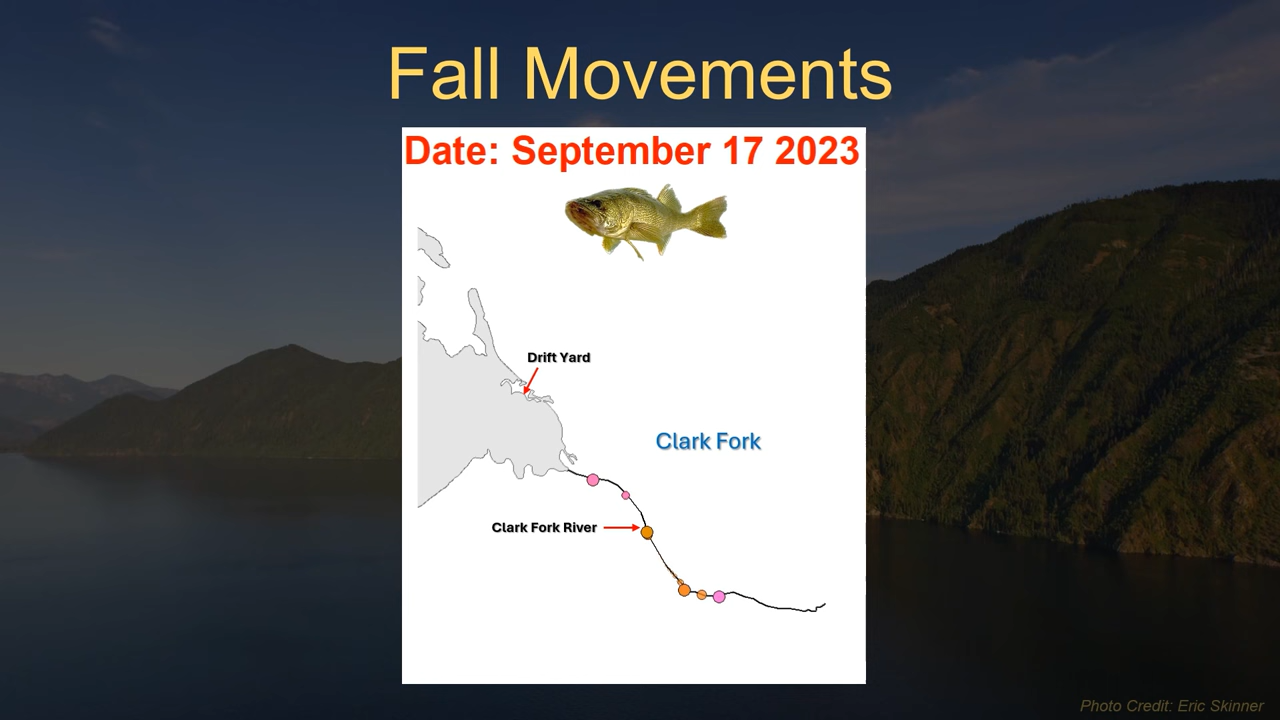 Fall Movements
Date: September 17 2023
Drift Yard
Clark Fork
Clark Fork River
Photo Credit: Eric Skinner